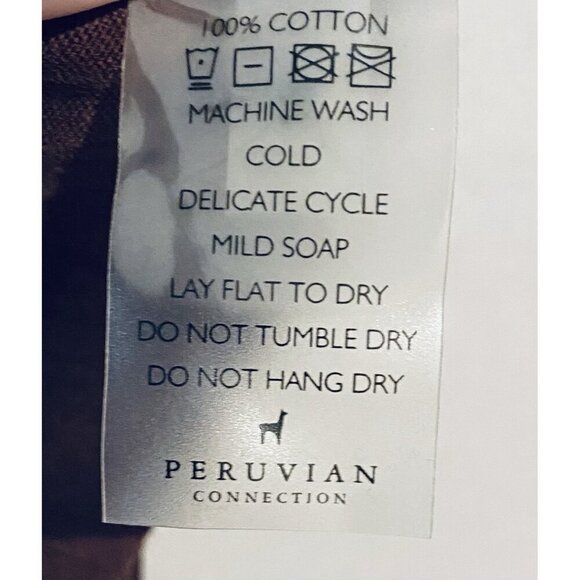 100% COTTON
MACHINE WASH
COLD
DELICATE CYCLE
MILD SOAP
LAY FLAT TO DRY
DO NOT TUMBLE DRY
DO NOT HANG DRY
PERUVIAN
CONNECTION